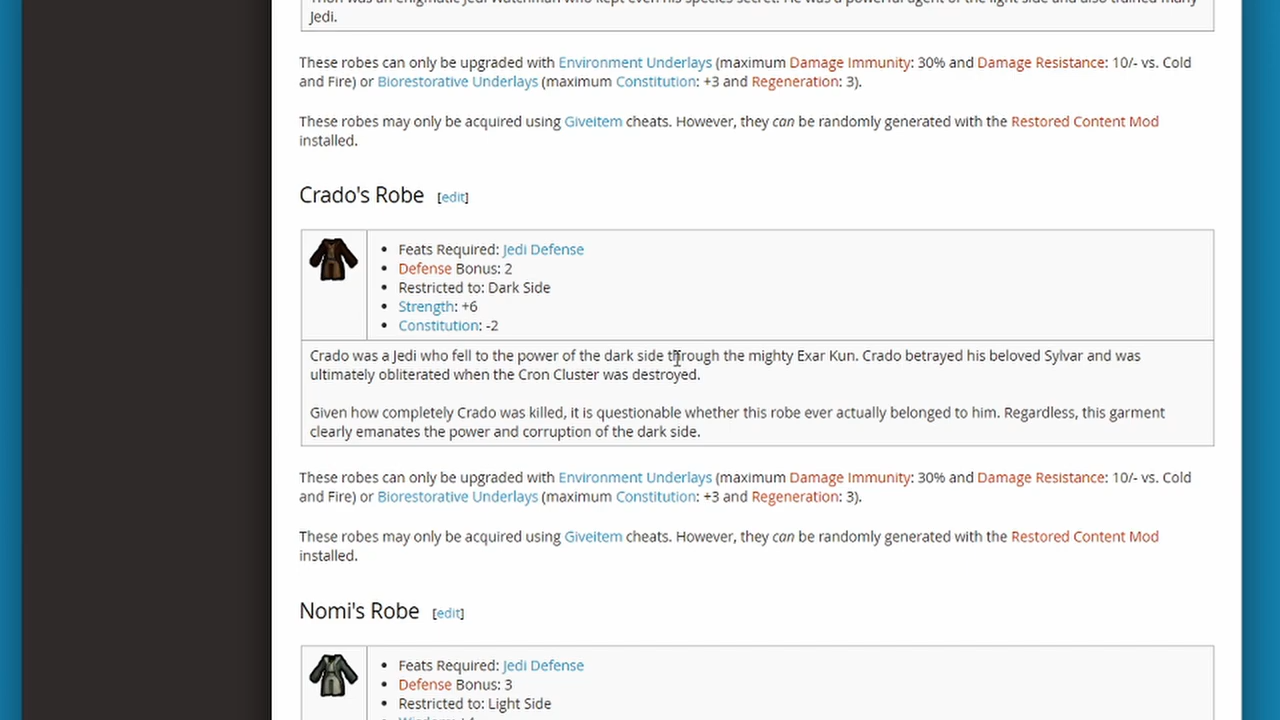 Jedi.
These robes can only be upgraded with Environment Underlays (maximum Damage Immunity: 30% and Damage Resistance: 10/- vs. Cold
and Fire) or Biorestorative Underlays (maximum Constitution: +3 and Regeneration: 3).
These robes may only be acquired using Giveitem cheats. However, they can be randomly generated with the Restored Content Mod
installed.
Crado's Robe [edit]
• Feats Required: Jedi Defense
• Defense Bonus: 2
• Restricted to: Dark Side
• Strength: +6
• Constitution: -2
Crado was a Jedi who fell to the power of the dark side through the mighty Exar Kun. Crado betrayed his beloved Sylvar and was
ultimately obliterated when the Cron Cluster was destroyed.
Given how completely Crado was killed, it is questionable whether this robe ever actually belonged to him. Regardless, this garment
clearly emanates the power and corruption of the dark side.
These robes can only be upgraded with Environment Underlays (maximum Damage Immunity: 30% and Damage Resistance: 10/- vs. Cold
and Fire) or Biorestorative Underlays (maximum Constitution: +3 and Regeneration: 3).
These robes may only be acquired using Giveitem cheats. However, they can be randomly generated with the Restored Content Mod
installed.
Nomi's Robe [edit]
• Feats Required: Jedi Defense
• Defense Bonus: 3
• Restricted to: Light Side